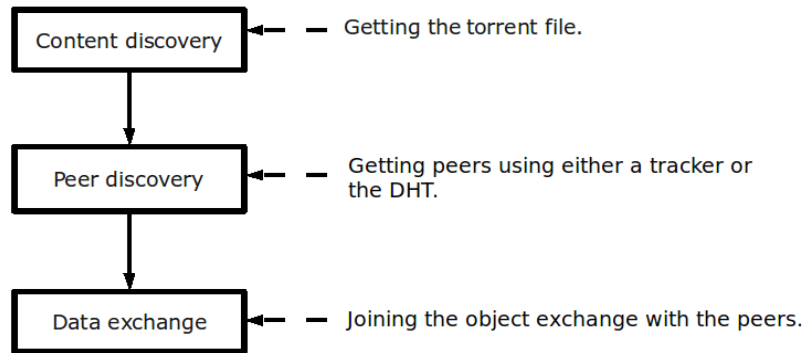 Content discovery
Getting the torrent file.
Peer discovery
Getting peers using either a tracker or
the DHT.
Data exchange
Joining the object exchange with the peers.